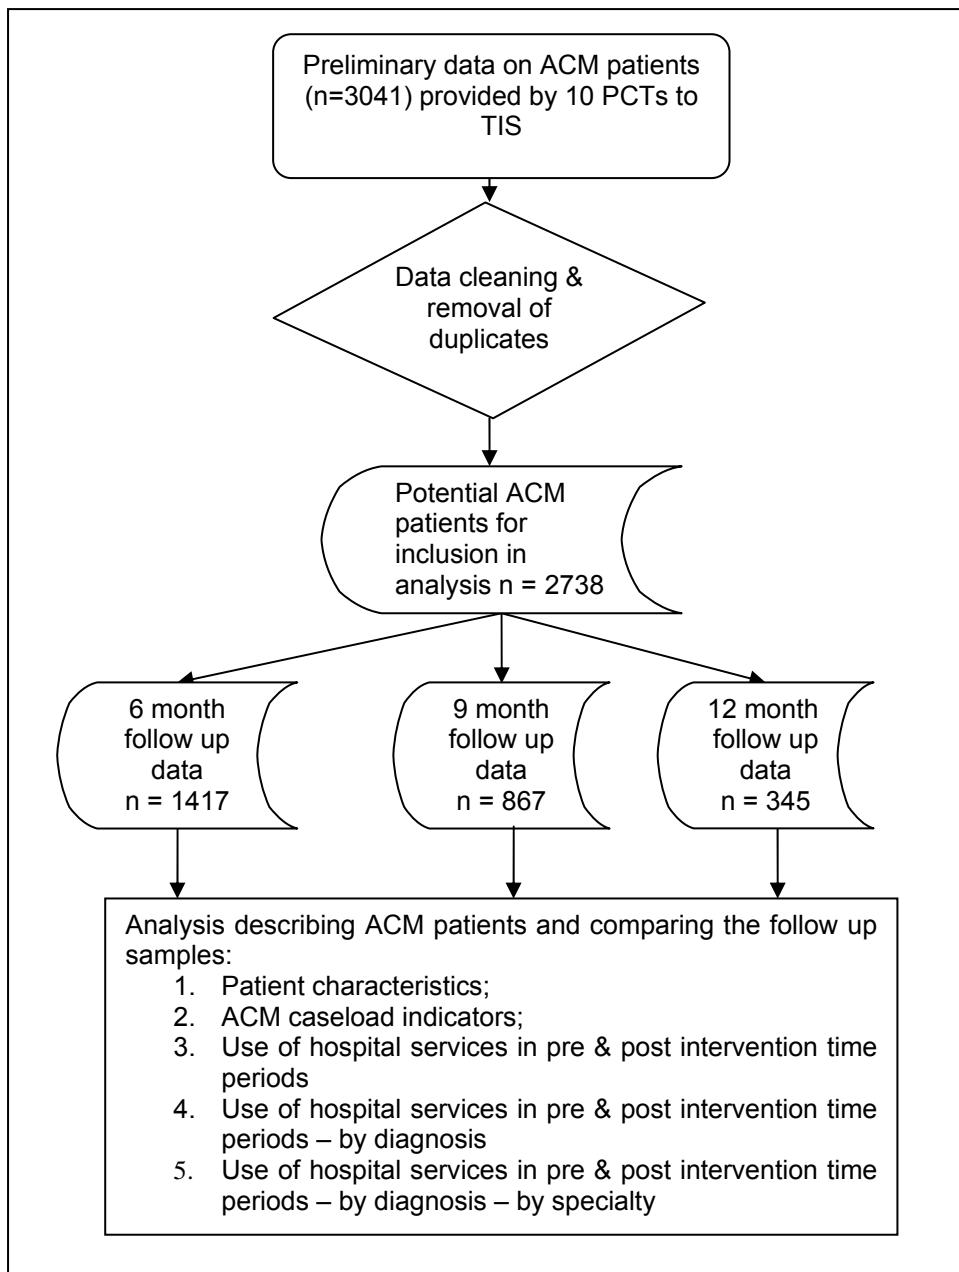 Preliminary data on ACM patients
(n=3041) provided by 10 PCTs to
TIS
Data cleaning &
removal of
duplicates
Potential ACM
patients for
inclusion in
analysis n = 2738
6 month
follow up
data
n = 1417
9 month
follow up
data
n = 867
12 month
follow up
data
n = 345
Analysis describing ACM patients and comparing the follow up
samples:
1. Patient characteristics;
2. ACM caseload indicators;
3. Use of hospital services in pre & post intervention time
periods
4. Use of hospital services in pre & post intervention time
periods – by diagnosis
5. Use of hospital services in pre & post intervention time
periods – by diagnosis – by specialty